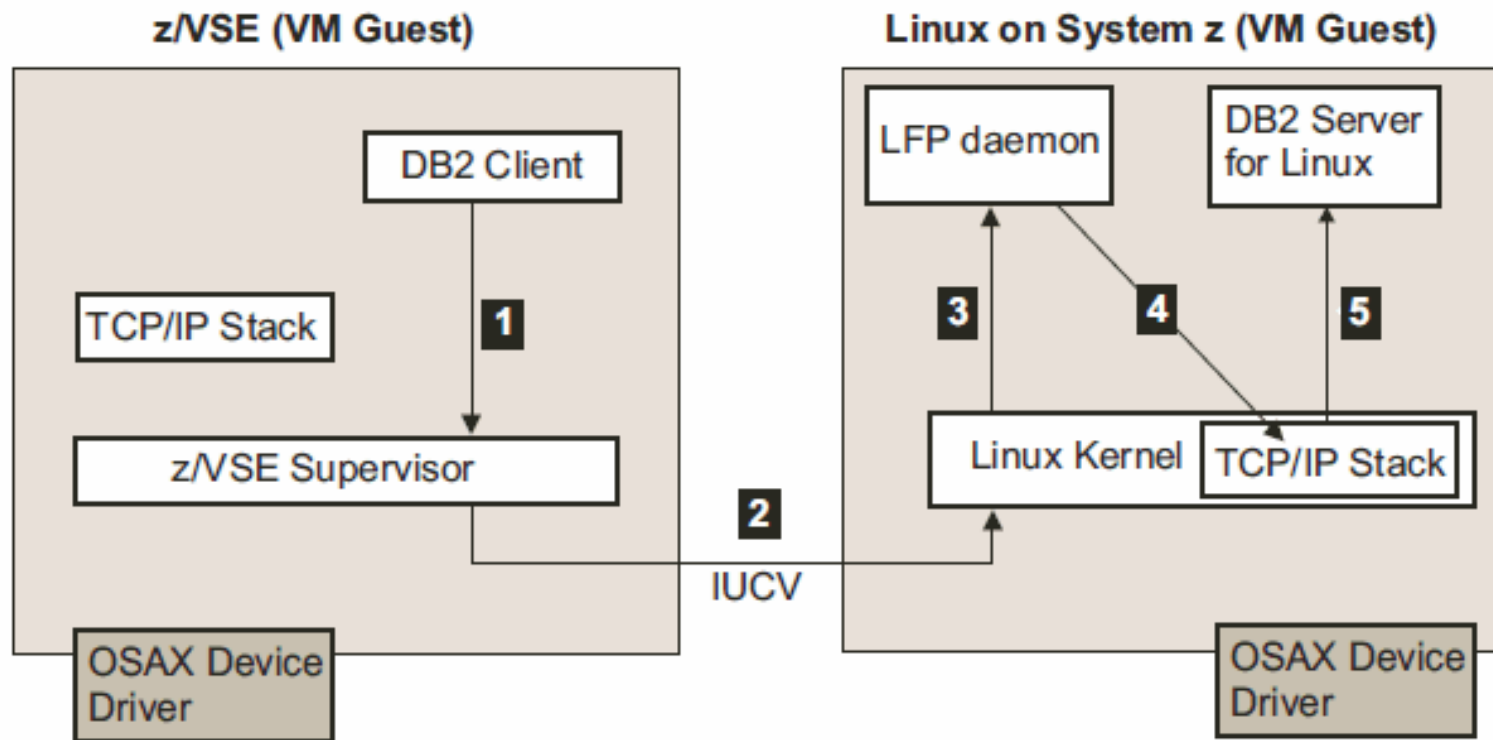 z/VSE (VM Guest)
DB2 Client
TCP/IP Stack
1
z/VSE Supervisor
OSAX Device
Driver
2
IUCV
Linux on System z (VM Guest)
LFP daemon
DB2 Server
for Linux
3
4
5
Linux Kernel
TCP/IP Stack
OSAX Device
Driver